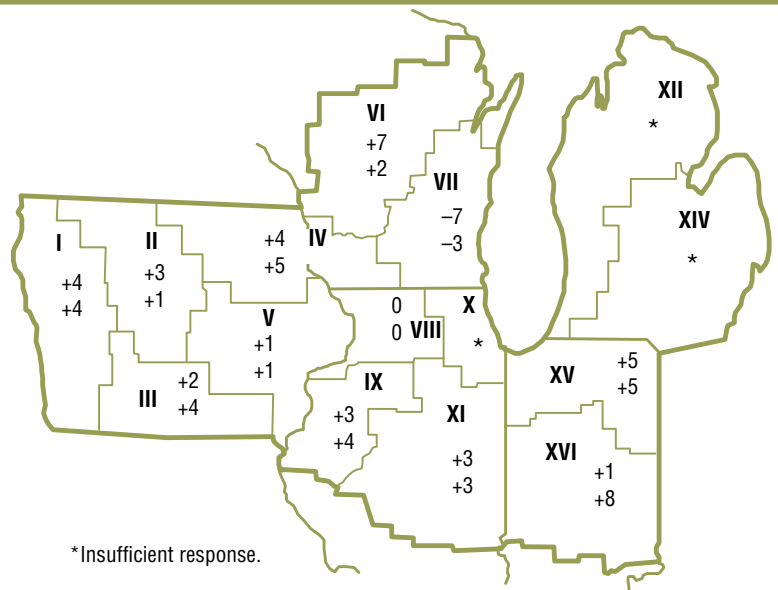 VI
+7
+2
XII
*
VII
–7
–3
XIV
*
I
+4
+4
II
+3
+1
+4
+5
IV
V
+1
+1
0
0
VIII
X
*
III
+2
+4
IX
+3
+4
XI
+3
+3
XV
+5
+5
XVI
+1
+8
*Insufficient response.